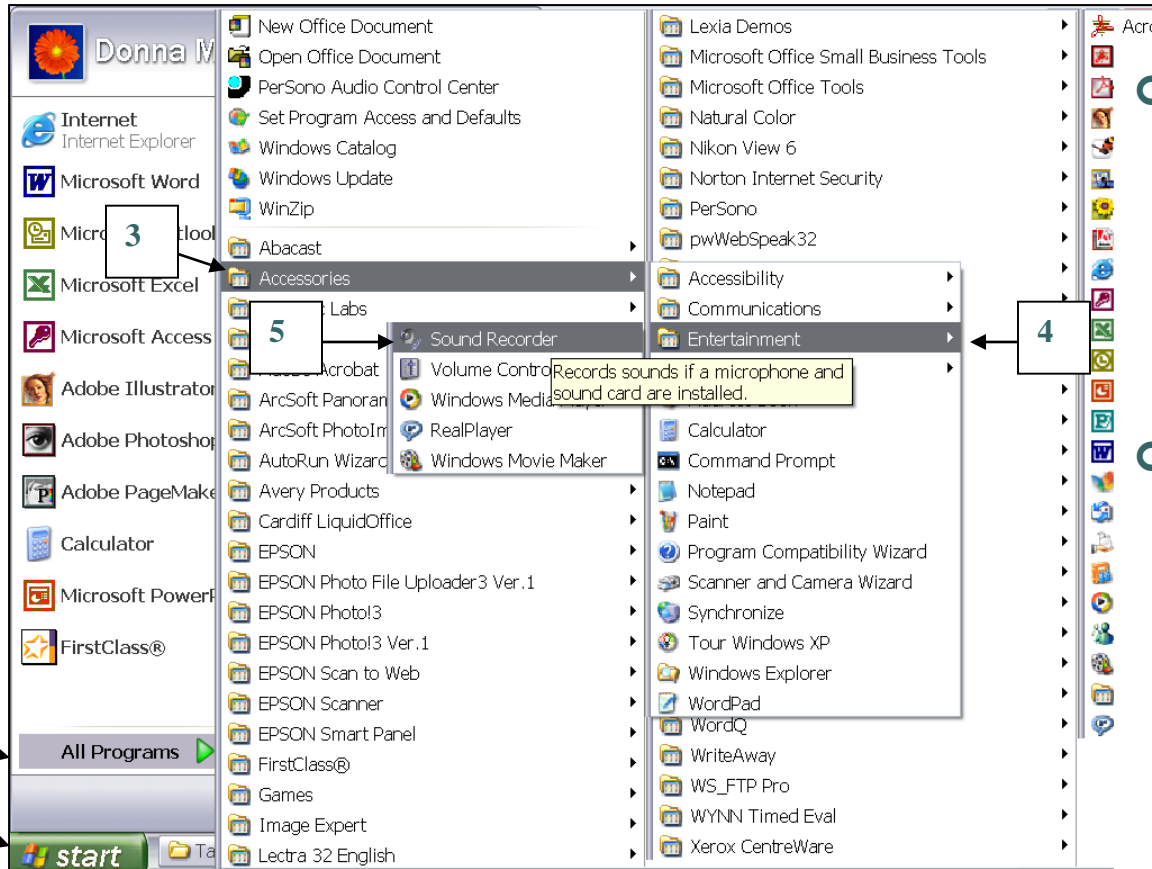 Donna M
Internet
Internet Explorer
Microsoft Word
Micro
tlook
Microsoft Excel
Microsoft Access
Adobe Illustrator
Adobe Photoshop
Adobe PageMake
Calculator
Microsoft PowerP
FirstClass®
All Programs
start
Ta
3
New Office Document
Open Office Document
PerSono Audio Control Center
Set Program Access and Defaults
Windows Catalog
Windows Update
WinZip
Abacast
Accessories
Labs
Acrobat
ArcSoft Panoran
ArcSoft PhotoIm
AutoRun Wizard
Avery Products
Cardiff LiquidOffice
EPSON
EPSON Photo File Uploader3 Ver.1
EPSON Photo!3
EPSON Photo!3 Ver.1
EPSON Scan to Web
EPSON Scanner
EPSON Smart Panel
FirstClass®
Games
Image Expert
Lectra 32 English
5
Sound Recorder
Volume Contro
Windows Media Player
RealPlayer
Windows Movie Maker
Records sounds if a microphone and
sound card are installed.
Lexia Demos
Microsoft Office Small Business Tools
Microsoft Office Tools
Natural Color
Nikon View 6
Norton Internet Security
PerSono
pwWebSpeak32
Accessibility
Communications
Entertainment
4
Calculator
Command Prompt
Notepad
Paint
Program Compatibility Wizard
Scanner and Camera Wizard
Synchronize
Tour Windows XP
Windows Explorer
WordPad
WordQ
WriteAway
WS_FTP Pro
WYNN Timed Eval
Xerox CentreWare
Acro